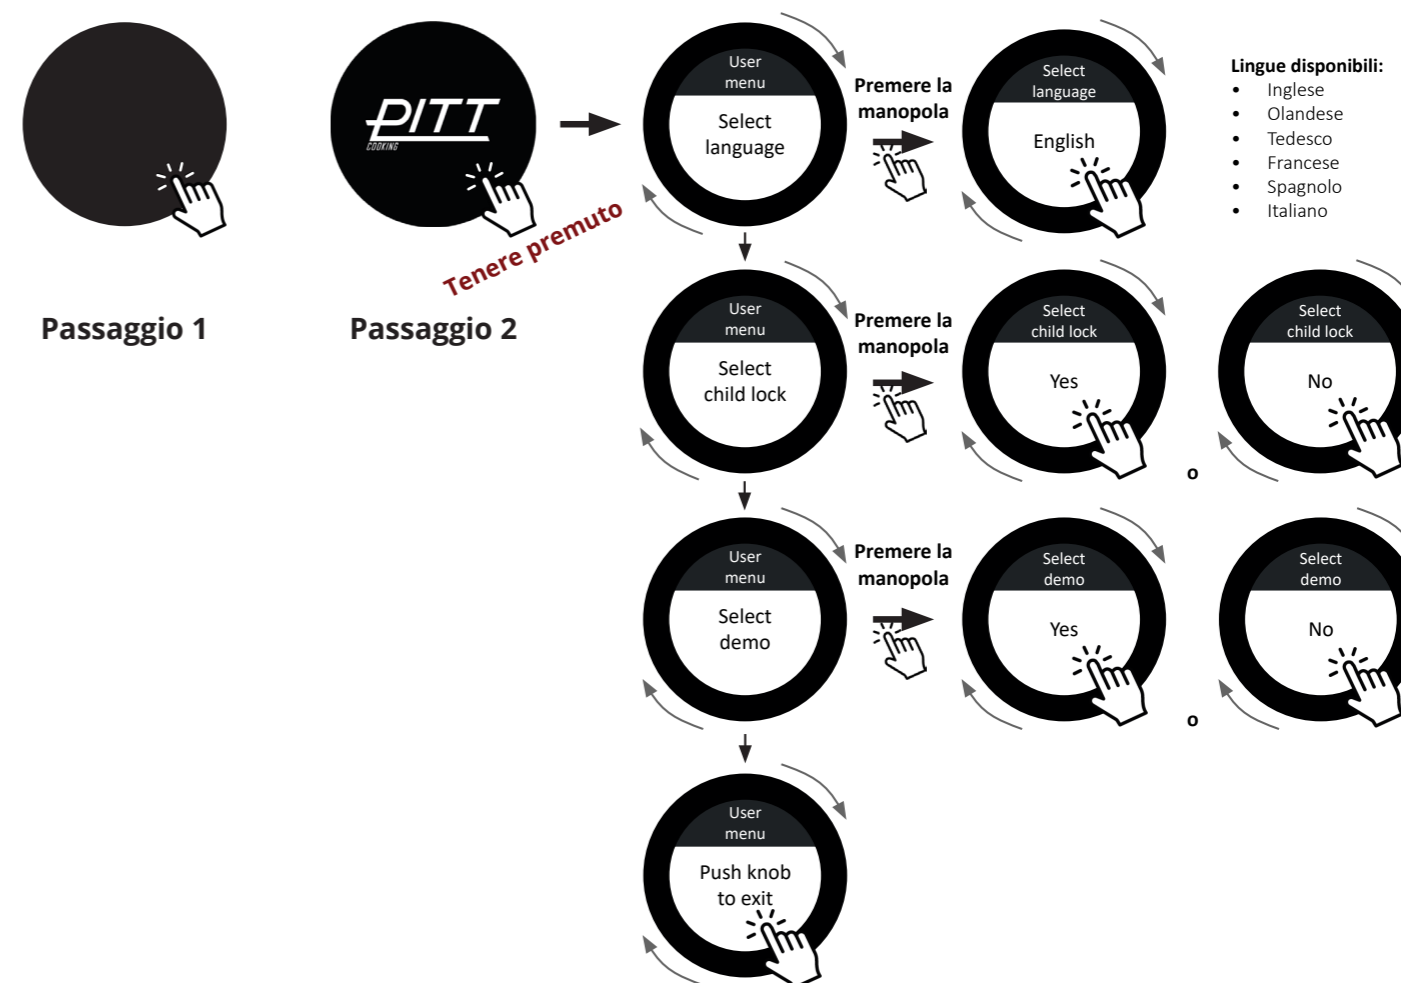 PITT
COOKING
Tenere premuto
Passaggio 1
Passaggio 2
User
menu
Select
language
Premere la
manopola
Select
language
English
Lingue disponibili:
• Inglese
• Olandese
• Tedesco
• Francese
• Spagnolo
• Italiano
User
menu
Select
child lock
Premere la
manopola
Select
child lock
Yes
o
Select
child lock
No
User
menu
Select
demo
Premere la
manopola
Select
demo
Yes
o
Select
demo
No
User
menu
Push knob
to exit